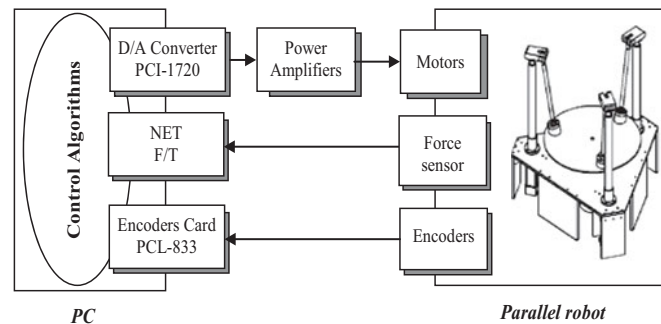 Control Algorithms
D/A Converter
PCI-1720
Power
Amplifiers
Motors
NET
F/T
Force
sensor
Encoders Card
PCL-833
Encoders
PC
Parallel robot